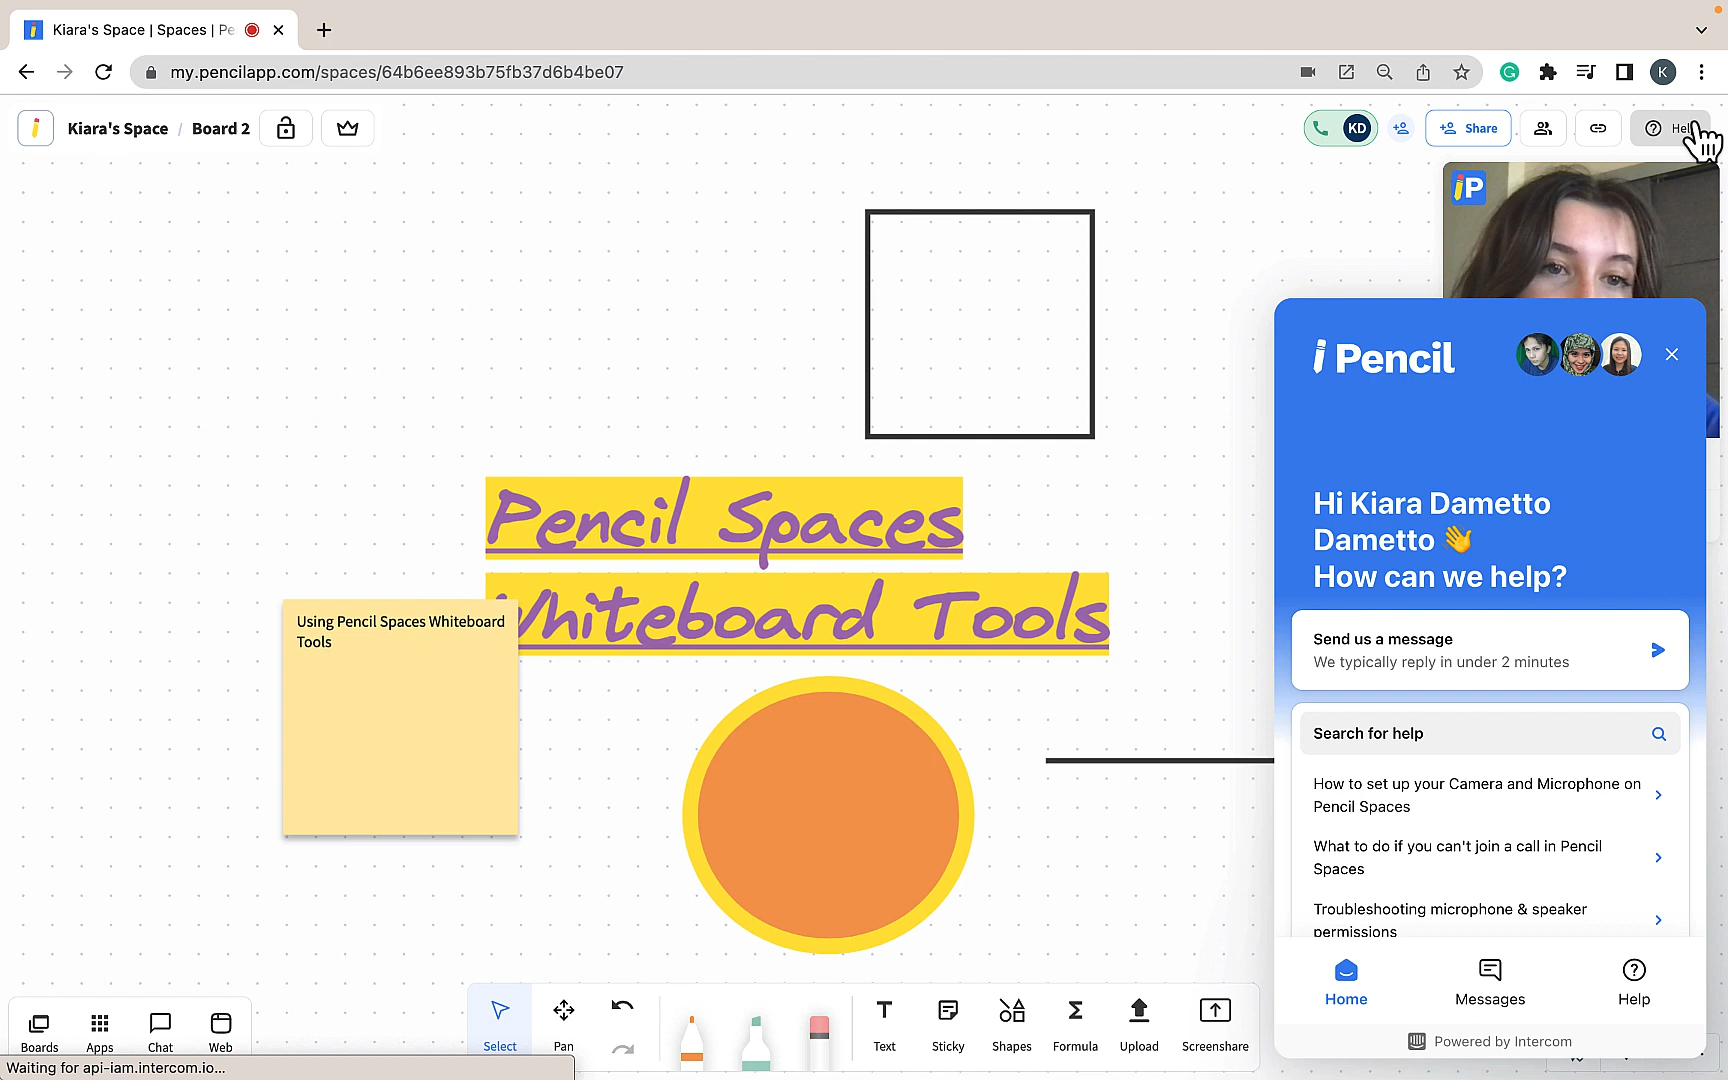 Kiara's Space | Spaces | Pe
my.pencilapp.com/spaces/64b6ee893b75fb37d6b4be07
K
Kiara's Space / Board 2
KD
Share
Hel
P
Pencil
Hi Kiara Dametto
Dametto 👋
How can we help?
Send us a message
We typically reply in under 2 minutes
Search for help
How to set up your Camera and Microphone on
Pencil Spaces
What to do if you can't join a call in Pencil
Spaces
Troubleshooting microphone & speaker
permissions
Home
Messages
Help
Powered by Intercom
Pencil Spaces
Whiteboard Tools
Using Pencil Spaces Whiteboard
Tools
Boards
Apps
Chat
Web
Select
Pan
Text
Sticky
Shapes
Formula
Upload
Screenshare
Waiting for api-iam.intercom.io...